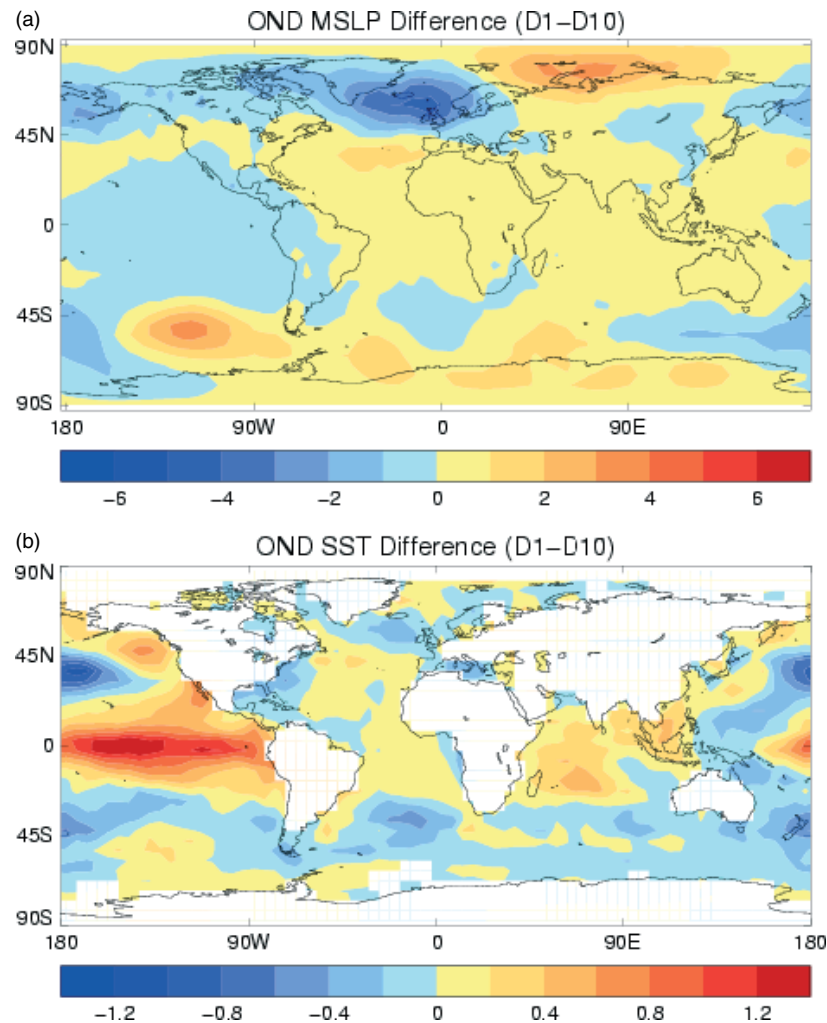 (a)
OND MSLP Difference (D1−D10)
90N
45N
0
45S
90S
180 90W 0 90E
−6 −4 −2 0 2 4 6
(b)
OND SST Difference (D1−D10)
90N
45N
0
45S
90S
180 90W 0 90E 180
−1.2 −0.8 −0.4 0 0.4 0.8 1.2